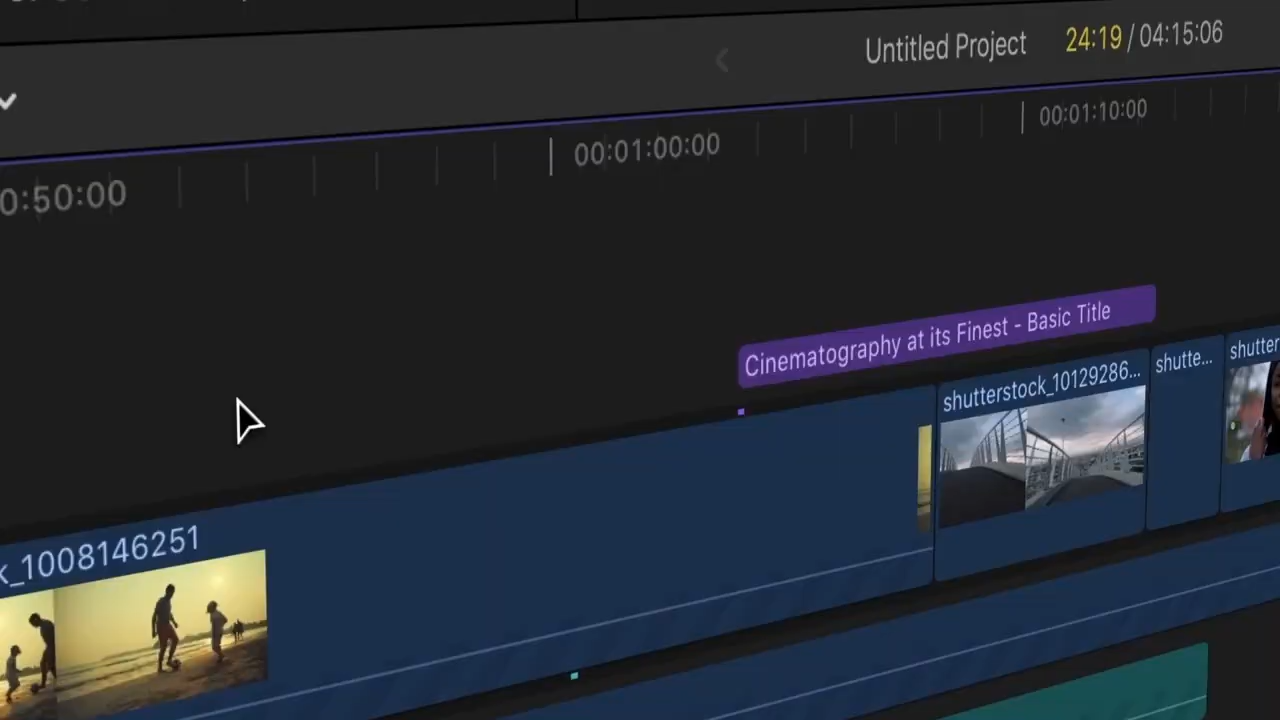 Untitled Project 24:19 / 04:15:06
0:50:00 00:01:00:00 00:01:10:00
Cinematography at its Finest - Basic Title
k_1008146251 shutterstock_10129286... shutte... shutter